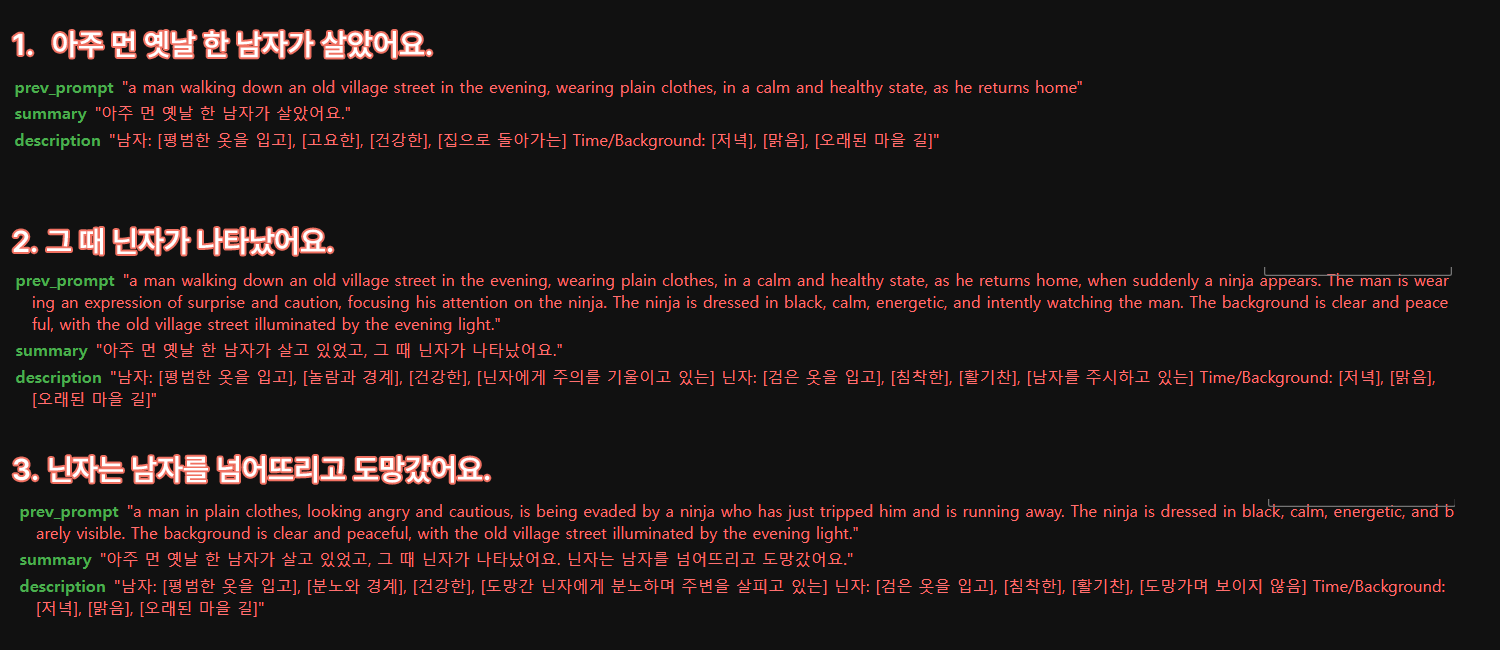 1. 아주 먼 옛날 한 남자가 살았어요.
prev_prompt "a man walking down an old village street in the evening, wearing plain clothes, in a calm and healthy state, as he returns home"
summary "아주 먼 옛날 한 남자가 살았어요."
description "남자: [평범한 옷을 입고], [고요한], [건강한], [집으로 돌아가는] Time/Background: [저녁], [맑음], [오래된 마을 길]"
2. 그 때 닌자가 나타났어요.
prev_prompt "a man walking down an old village street in the evening, wearing plain clothes, in a calm and healthy state, as he returns home, when suddenly a ninja appears. The man is wear
ing an expression of surprise and caution, focusing his attention on the ninja. The ninja is dressed in black, calm, energetic, and intently watching the man. The background is clear and peace
ful, with the old village street illuminated by the evening light."
summary "아주 먼 옛날 한 남자가 살고 있었고, 그 때 닌자가 나타났어요."
description "남자: [평범한 옷을 입고], [놀람과 경계], [건강한], [닌자에게 주의를 기울이고 있는] 닌자: [검은 옷을 입고], [침착한], [활기찬], [남자를 주시하고 있는] Time/Background: [저녁], [맑음],
[오래된 마을 길]"
3. 닌자는 남자를 넘어뜨리고 도망갔어요.
prev_prompt "a man in plain clothes, looking angry and cautious, is being evaded by a ninja who has just tripped him and is running away. The ninja is dressed in black, calm, energetic, and b
arely visible. The background is clear and peaceful, with the old village street illuminated by the evening light."
summary "아주 먼 옛날 한 남자가 살고 있었고, 그 때 닌자가 나타났어요. 닌자는 남자를 넘어뜨리고 도망갔어요."
description "남자: [평범한 옷을 입고], [분노와 경계], [건강한], [도망간 닌자에게 분노하며 주변을 살피고 있는] 닌자: [검은 옷을 입고], [침착한], [활기찬], [도망가며 보이지 않음] Time/Background:
[저녁], [맑음], [오래된 마을 길]"